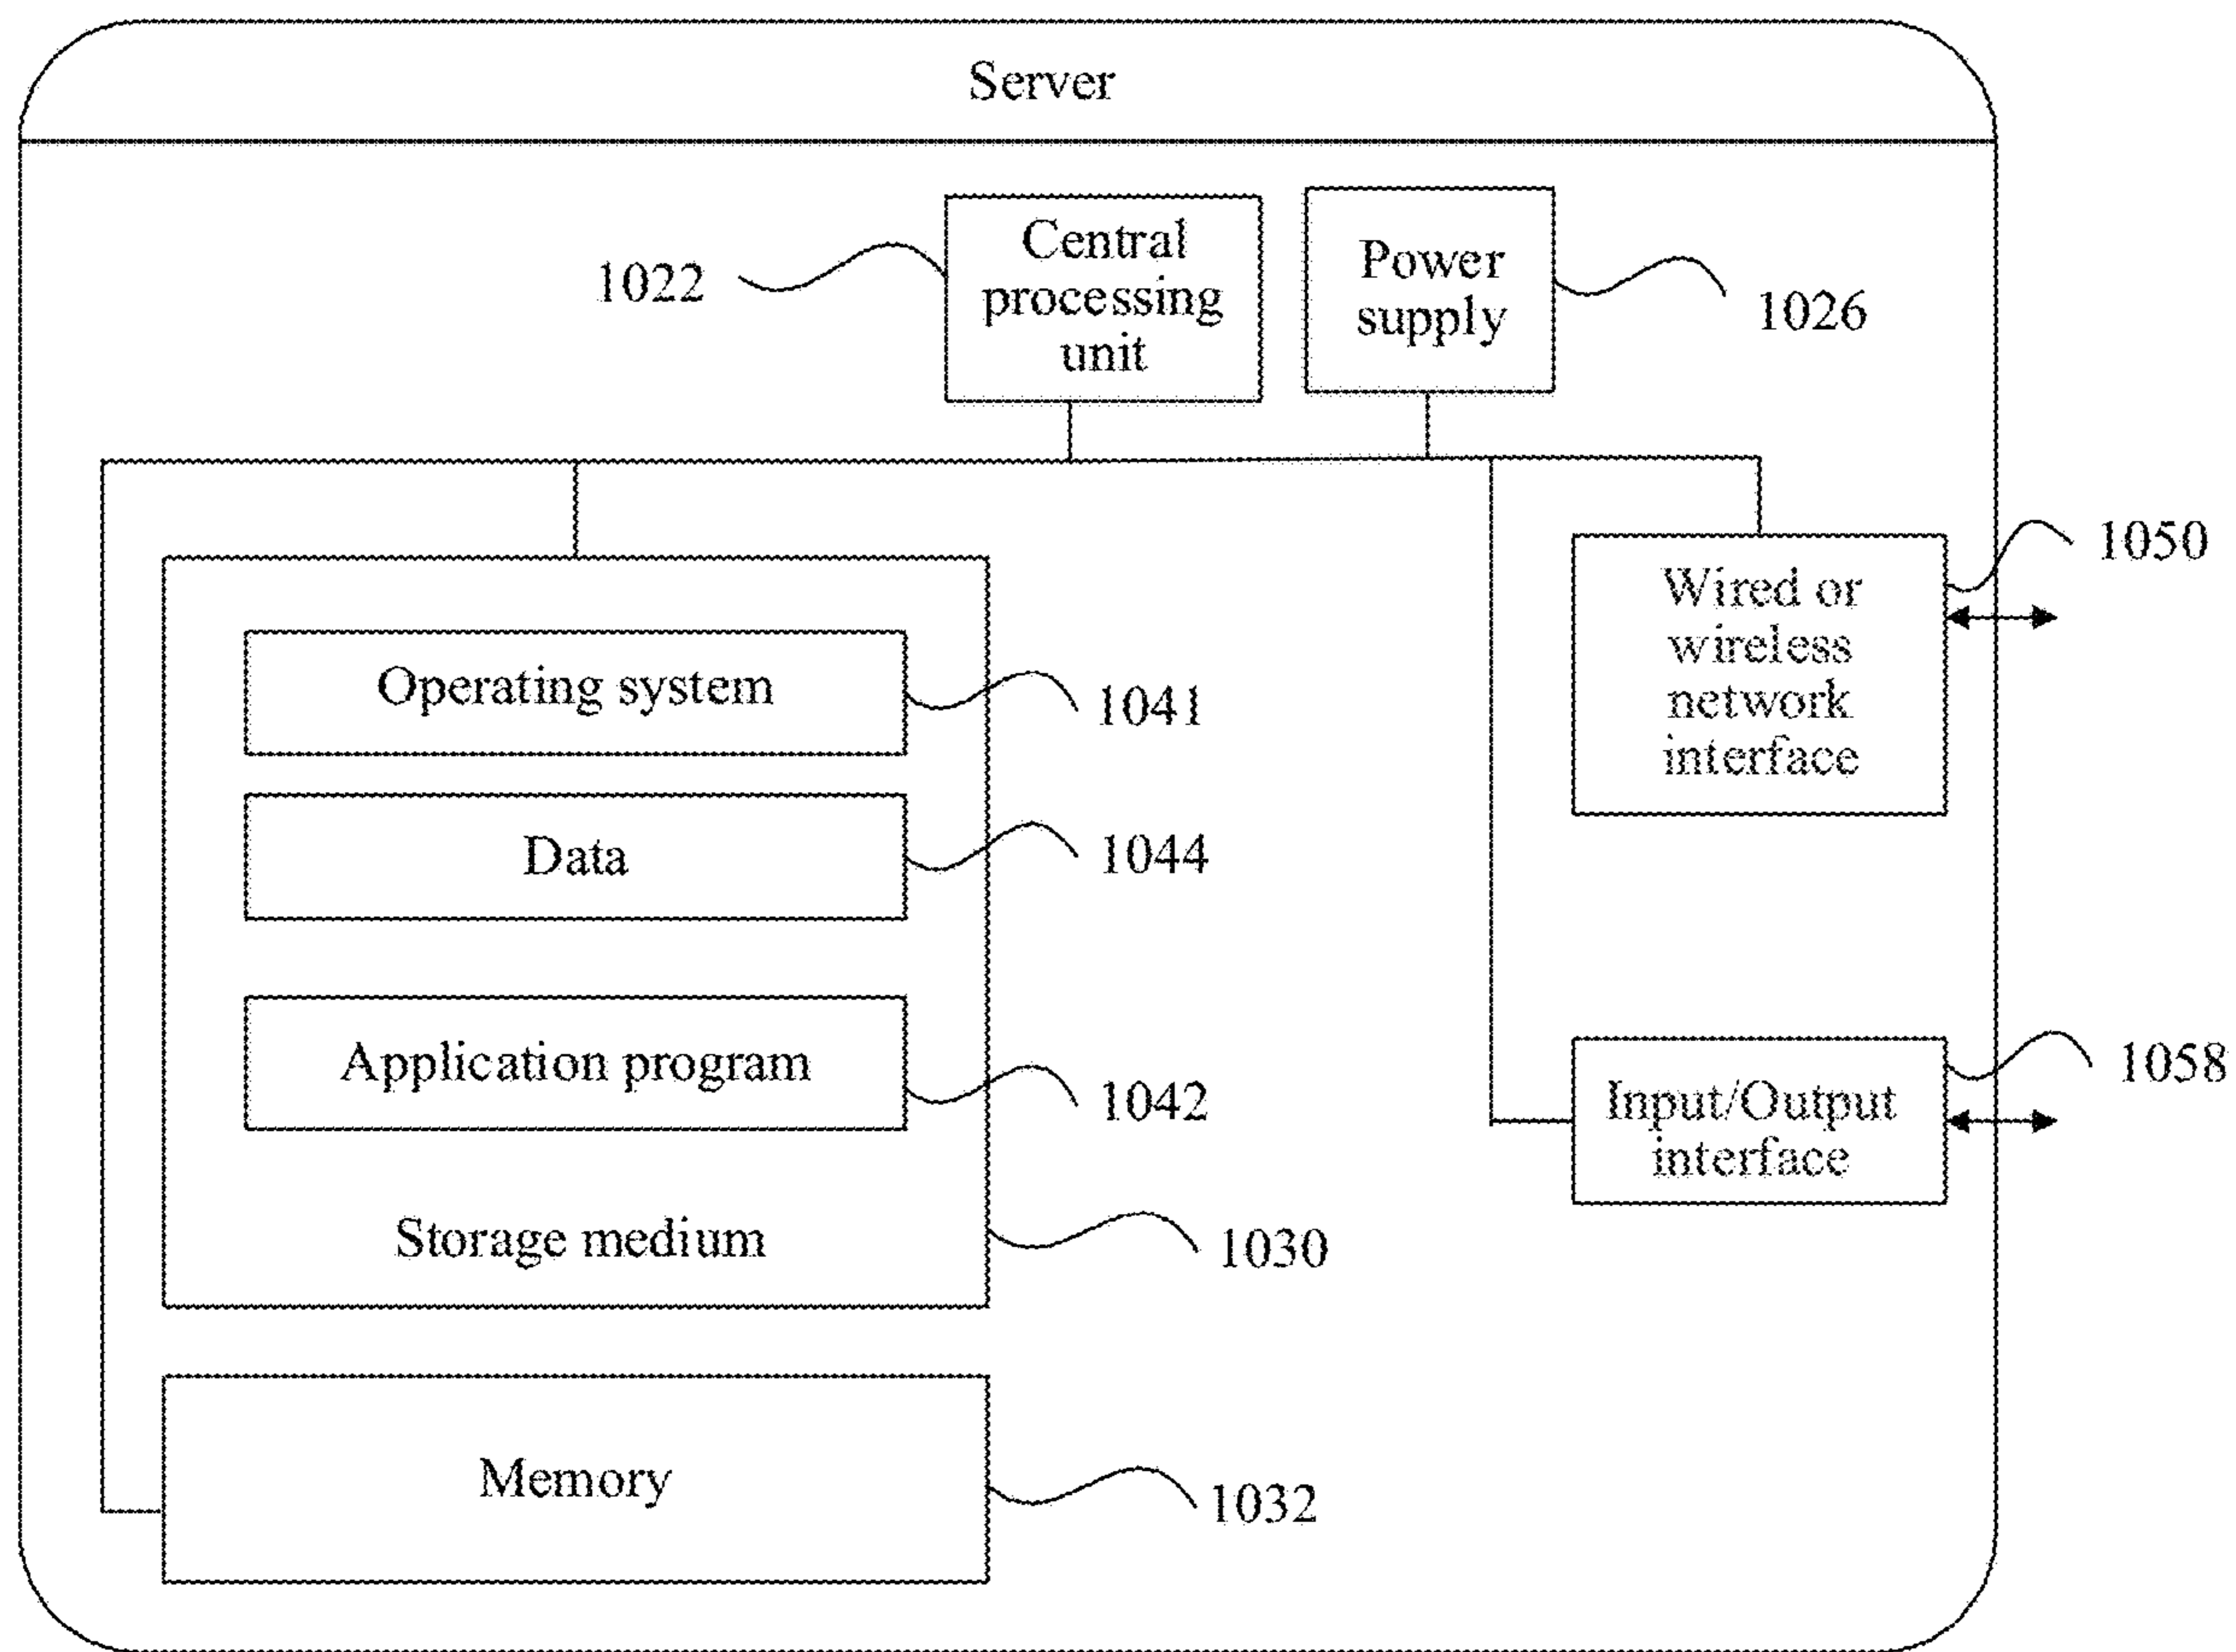 Server
Central
processing
unit
1022
Power
supply
1026
Wired or
wireless
network
interface
1050
Operating system
1041
Data
1044
Application program
1042
Storage medium
1030
Input/Output
interface
1058
Memory
1032